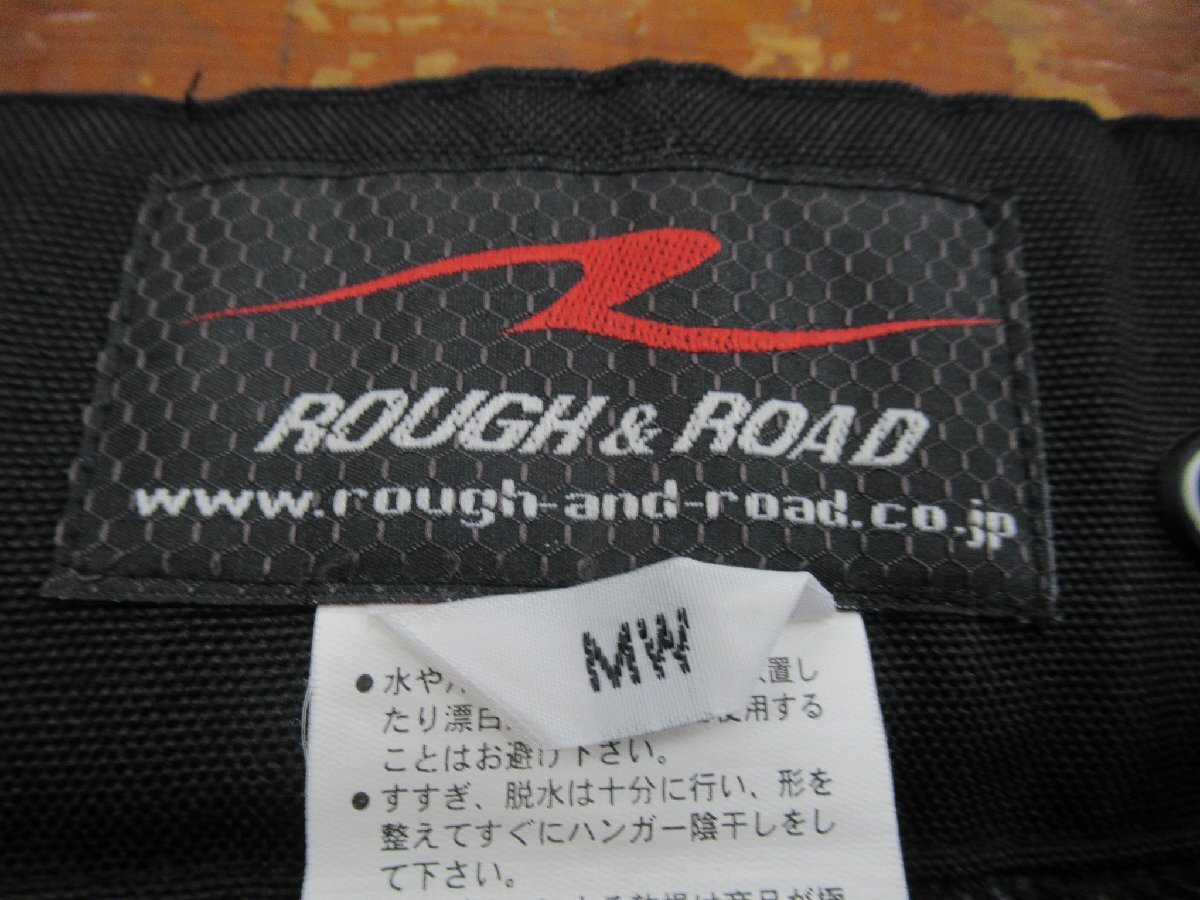 ROUGH & ROAD
www.rough-and-road.co.jp
MW
●水や 置し
たり漂白 使用する
ことはお避け下さい。
●すすぎ、脱水は十分に行い、形を
整えてすぐにハンガー陰干しをし
て下さい。